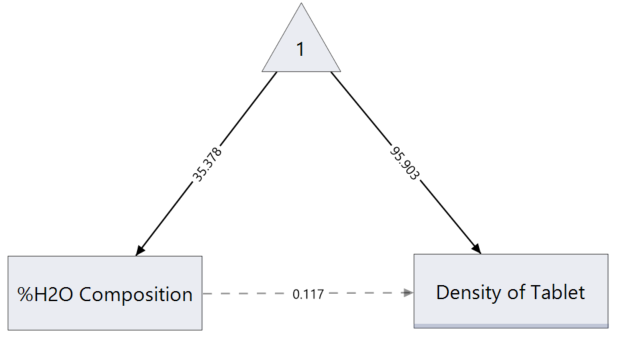 1
35.378
95.903
%H2O Composition
0.117
Density of Tablet